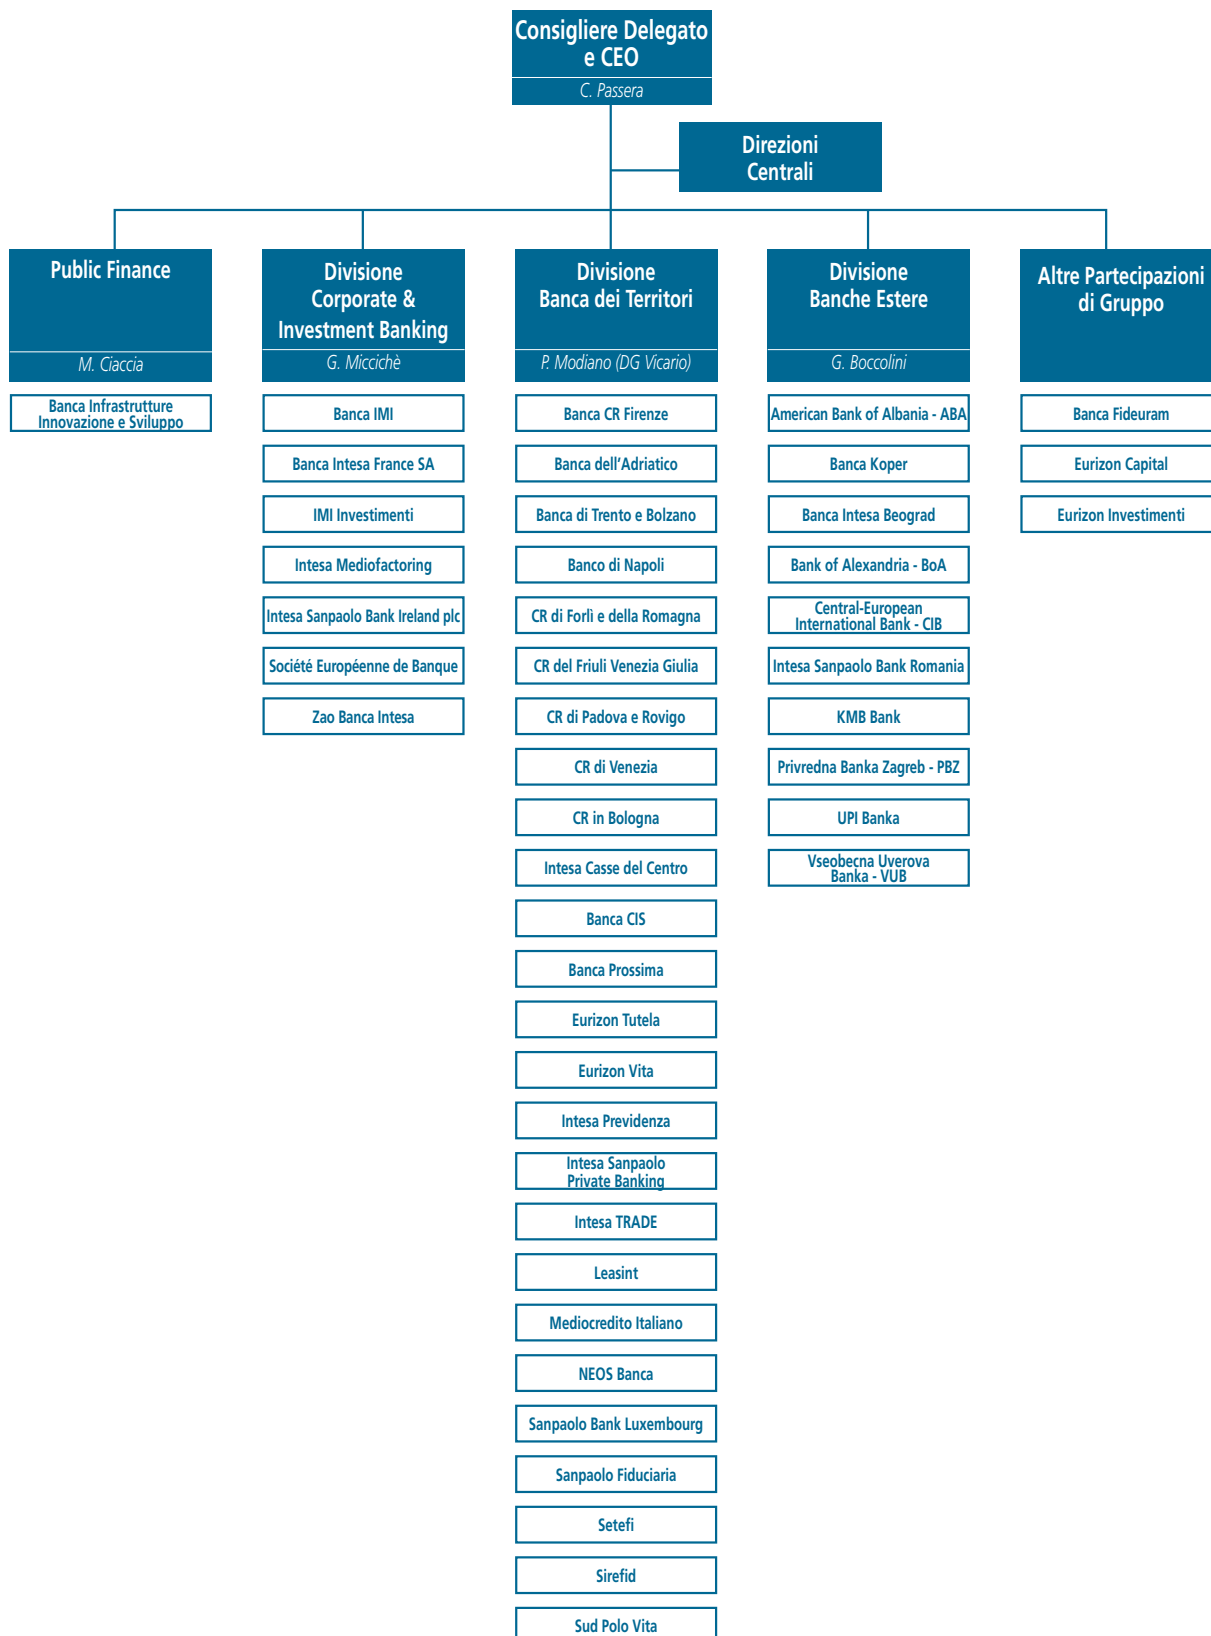 Consigliere Delegato
e CEO
C. Passera
Direzioni
Centrali
Public Finance
M. Ciaccia
Banca Infrastrutture
Innovazione e Sviluppo
Divisione
Corporate &
Investment Banking
G. Miccichè
Banca IMI
Banca Intesa France SA
IMI Investimenti
Intesa Mediofactoring
Intesa Sanpaolo Bank Ireland plc
Société Européenne de Banque
Zao Banca Intesa
Divisione
Banca dei Territori
P. Modiano (DG Vicario)
Banca CR Firenze
Banca dell'Adriatico
Banca di Trento e Bolzano
Banco di Napoli
CR di Forlì e della Romagna
CR del Friuli Venezia Giulia
CR di Padova e Rovigo
CR di Venezia
CR in Bologna
Intesa Casse del Centro
Banca CIS
Banca Prossima
Eurizon Tutela
Eurizon Vita
Intesa Previdenza
Intesa Sanpaolo
Private Banking
Intesa TRADE
Leasint
Mediocredito Italiano
NEOS Banca
Sanpaolo Bank Luxembourg
Sanpaolo Fiduciaria
Setefi
Sirefid
Sud Polo Vita
Divisione
Banche Estere
G. Boccolini
American Bank of Albania - ABA
Banca Koper
Banca Intesa Beograd
Bank of Alexandria - BoA
Central-European
International Bank - CIB
Intesa Sanpaolo Bank Romania
KMB Bank
Privredna Banka Zagreb - PBZ
UPI Banka
Vseobecna Uverova
Banka - VUB
Altre Partecipazioni
di Gruppo
Banca Fideuram
Eurizon Capital
Eurizon Investimenti